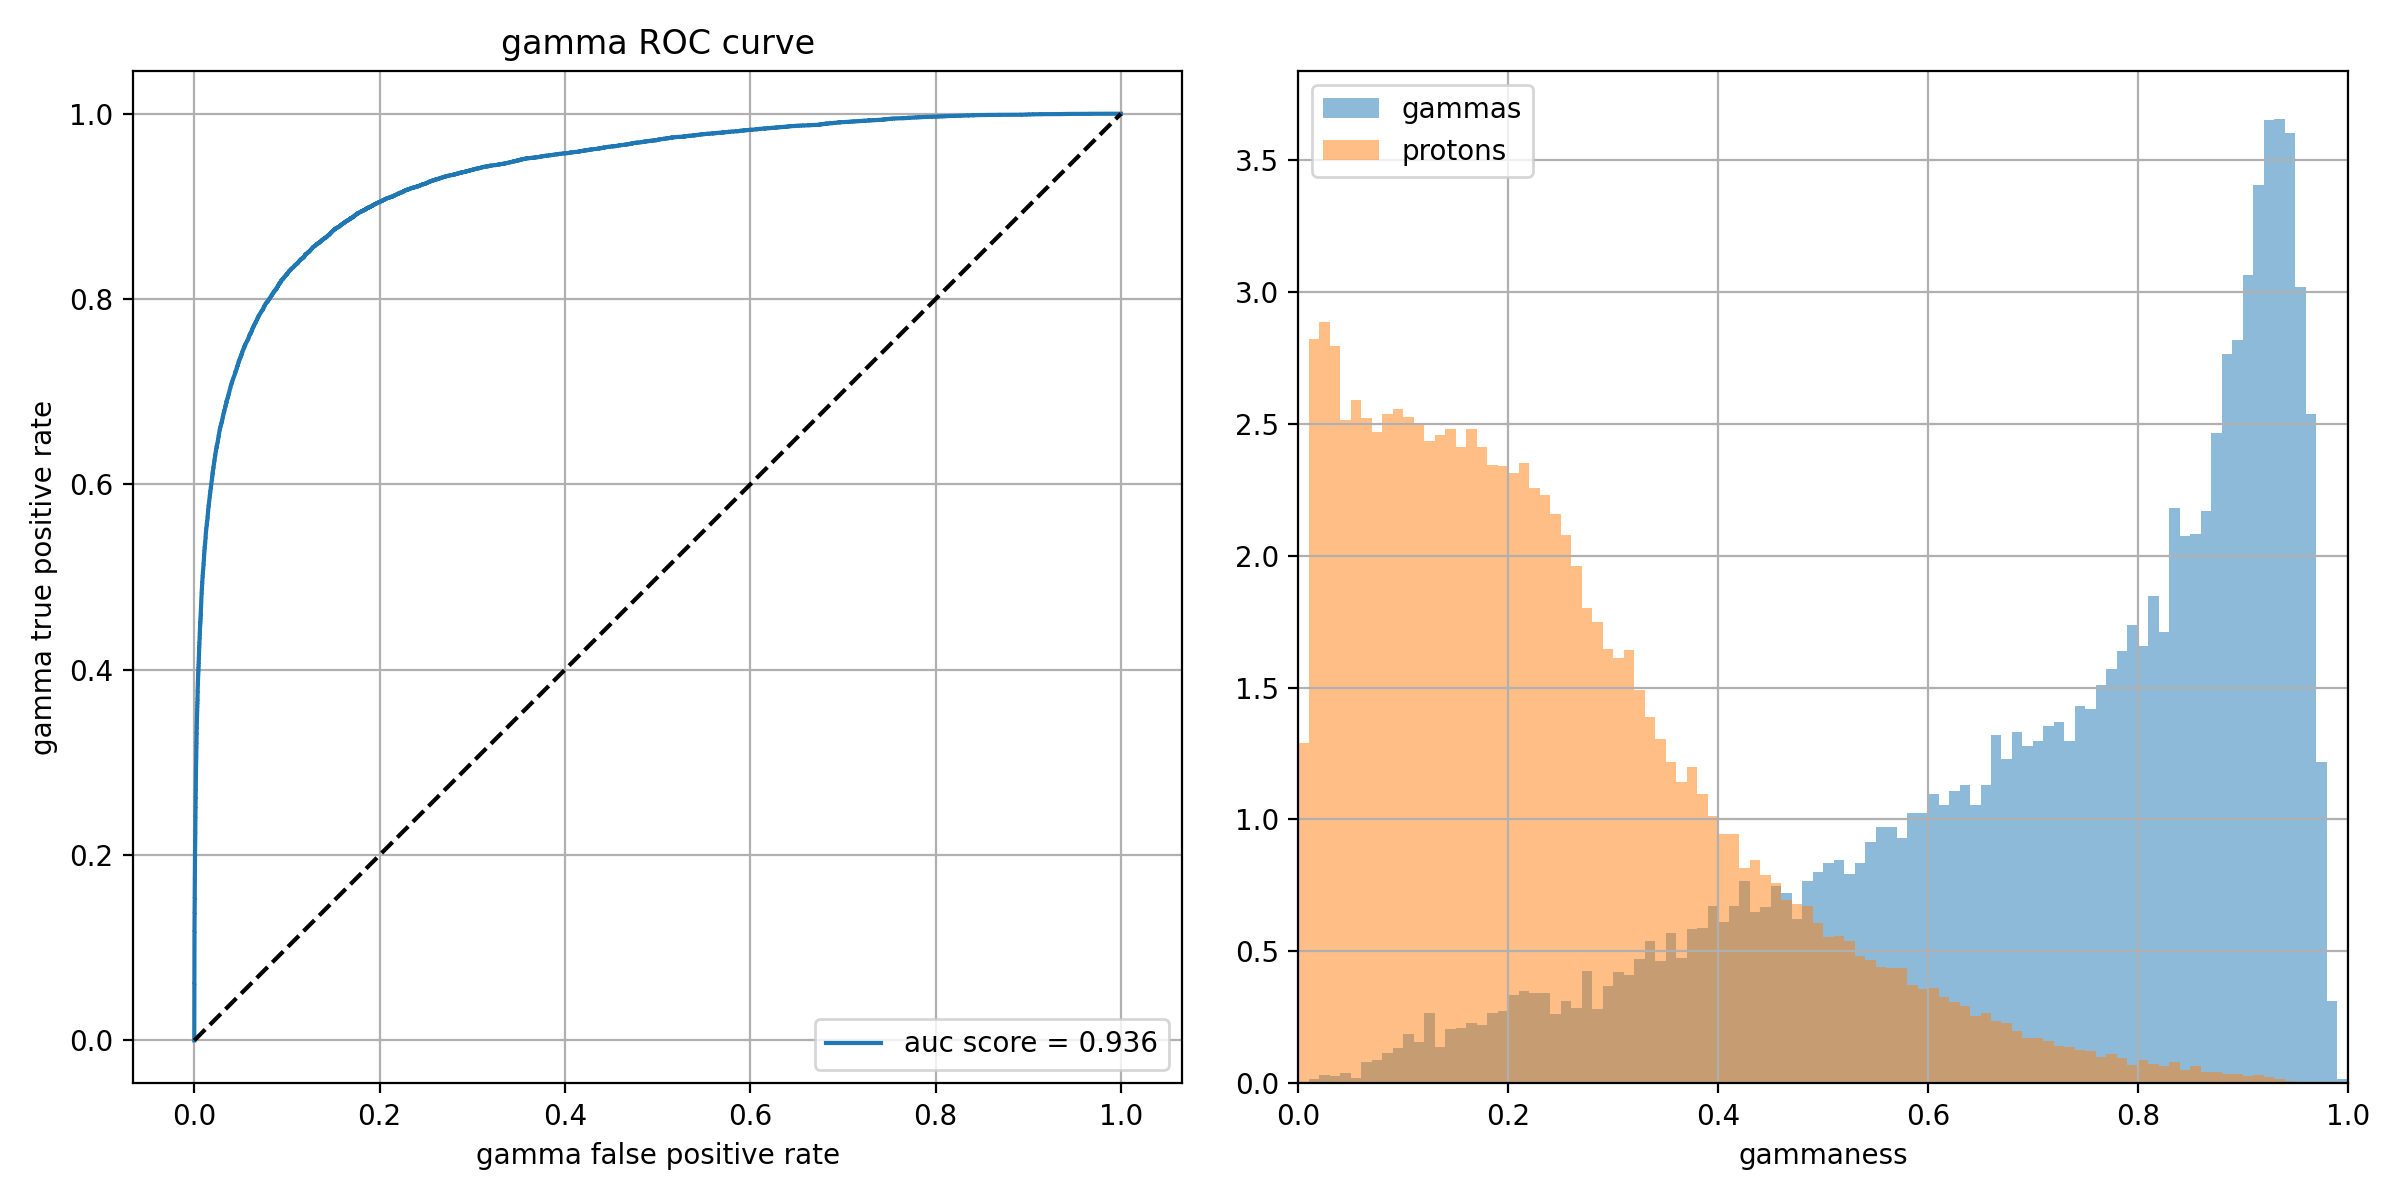 gamma ROC curve
gamma true positive rate
1.0
0.8
0.6
0.4
0.2
0.0
0.0 0.2 0.4 0.6 0.8 1.0
gamma false positive rate
auc score = 0.936
gammas
protons
3.5
3.0
2.5
2.0
1.5
1.0
0.5
0.0
0.0 0.2 0.4 0.6 0.8 1.0
gammaness